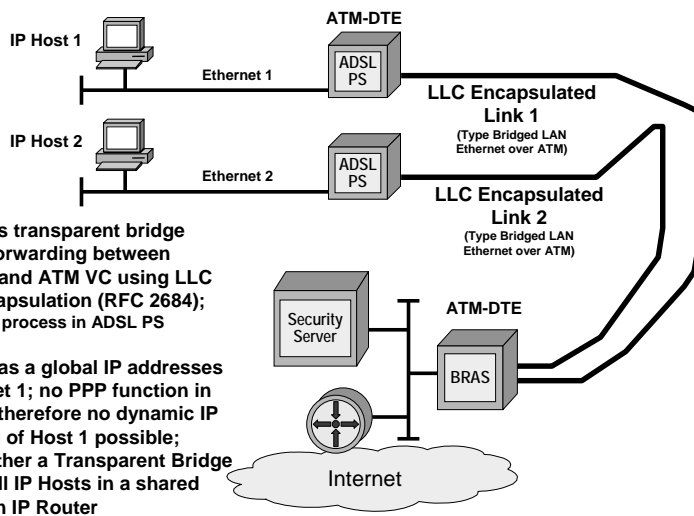 ATM-DTE
IP Host 1
ADSL
PS
Ethernet 1
LLC Encapsulated
Link 1
(Type Bridged LAN
Ethernet over ATM)
IP Host 2
ADSL
PS
Ethernet 2
LLC Encapsulated
Link 2
(Type Bridged LAN
Ethernet over ATM)
s transparent bridge
orwarding between
and ATM VC using LLC
apsulation (RFC 2684);
process in ADSL PS
as a global IP addresses
et 1; no PPP function in
therefore no dynamic IP
of Host 1 possible;
ther a Transparent Bridge
ll IP Hosts in a shared
n IP Router
Security
Server
ATM-DTE
BRAS
Internet